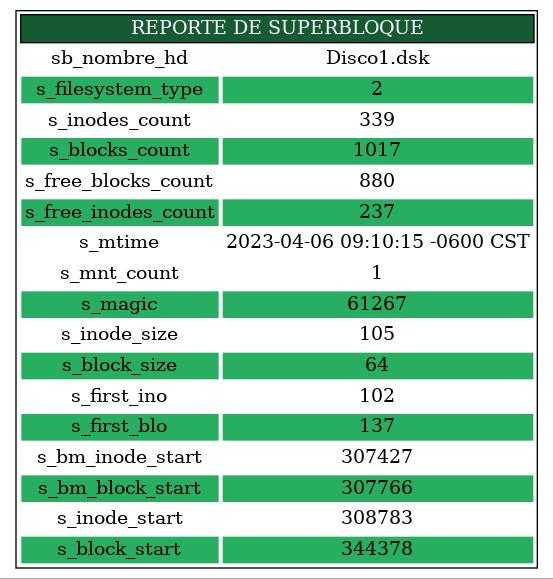 REPORTE DE SUPERBLOQUE
sb_nombre_hd Disco1.dsk
s_filesystem_type 2
s_inodes_count 339
s_blocks_count 1017
s_free_blocks_count 880
s_free_inodes_count 237
s_mtime 2023-04-06 09:10:15 -0600 CST
s_mnt_count 1
s_magic 61267
s_inode_size 105
s_block_size 64
s_first_ino 102
s_first_blo 137
s_bm_inode_start 307427
s_bm_block_start 307766
s_inode_start 308783
s_block_start 344378